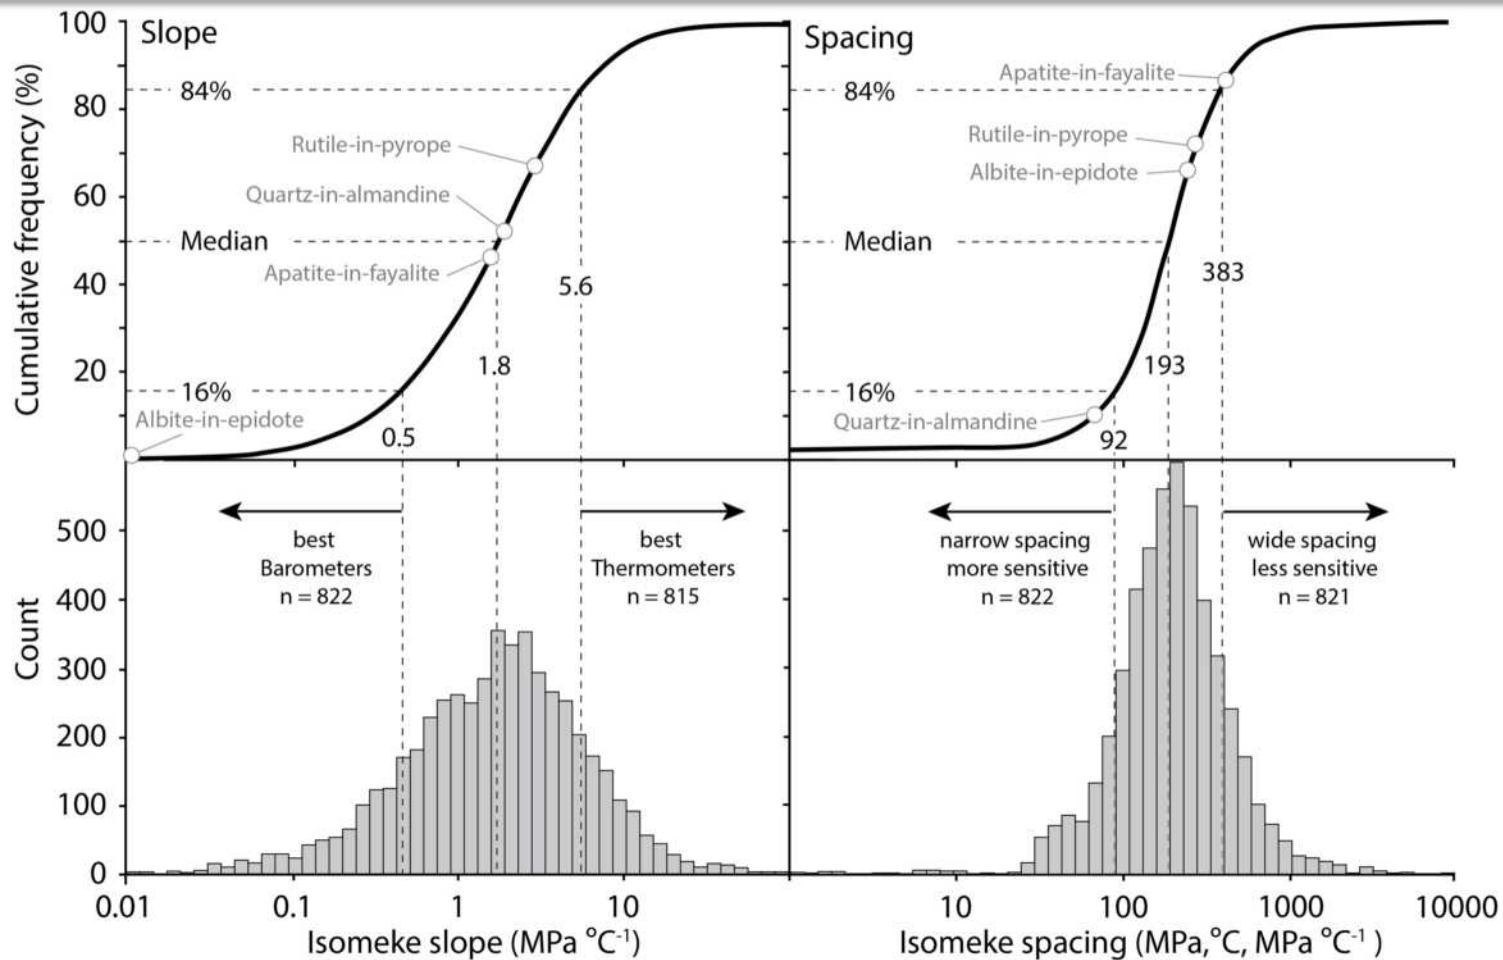 Slope
Spacing
Cumulative frequency (%)
100
80
60
40
20
84%
Rutile-in-pyrope
Quartz-in-almandine
Median
Apatite-in-fayalite
5.6
1.8
16%
Albite-in-epidote
0.5
Apatite-in-fayalite
84%
Rutile-in-pyrope
Albite-in-epidote
Median
383
193
16%
Quartz-in-almandine
92
Count
500
400
300
200
100
0
best
Barometers
n = 822
best
Thermometers
n = 815
narrow spacing
more sensitive
n = 822
wide spacing
less sensitive
n = 821
0.01 0.1 1 10
Isomeke slope (MPa °C⁻¹)
10 100 1000 10000
Isomeke spacing (MPa,°C, MPa °C⁻¹ )